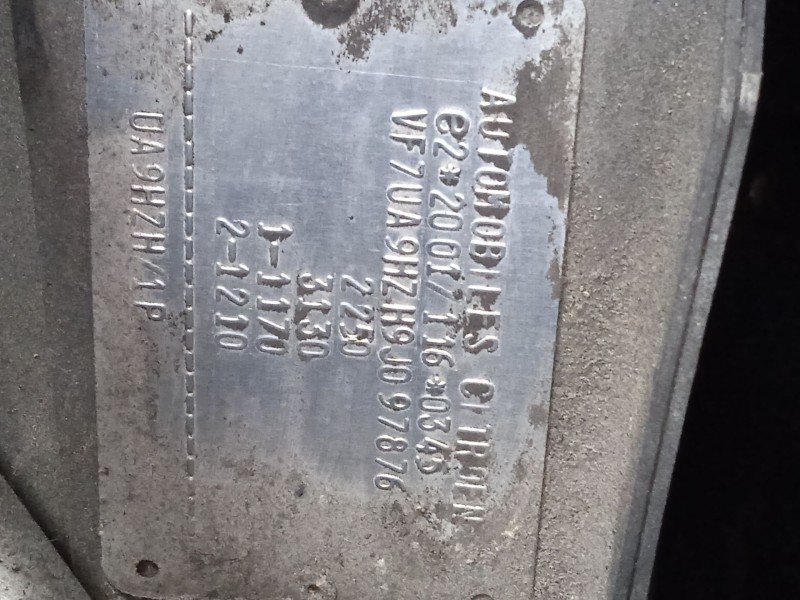 AUTOMOBILES CITROEN
e2*2001/116*0345
VF7UA9HZH9J097876
2250
3130
1-1170
2-1210
UA9HZH/1P